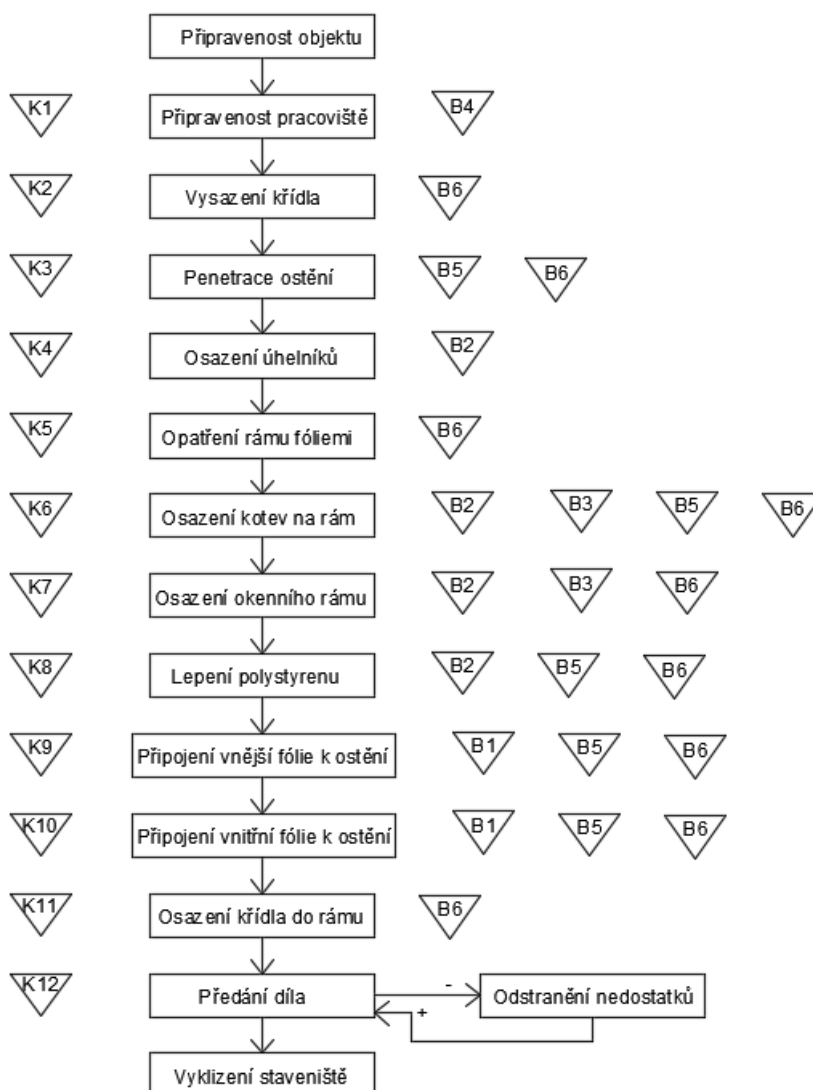 Připravenost objektu
K1 Připravenost pracoviště B4
K2 Vysazení křídla B6
K3 Penetrace ostění B5 B6
K4 Osazení úhelníků B2
K5 Opatření rámu fóliemi B6
K6 Osazení kotev na rám B2 B3 B5 B6
K7 Osazení okenního rámu B2 B3 B6
K8 Lepení polystyrenu B2 B5 B6
K9 Připojení vnější fólie k ostění B1 B5 B6
K10 Připojení vnitřní fólie k ostění B1 B5 B6
K11 Osazení křídla do rámu B6
K12 Předání díla - Odstranění nedostatků
+
Vyklizení staveniště